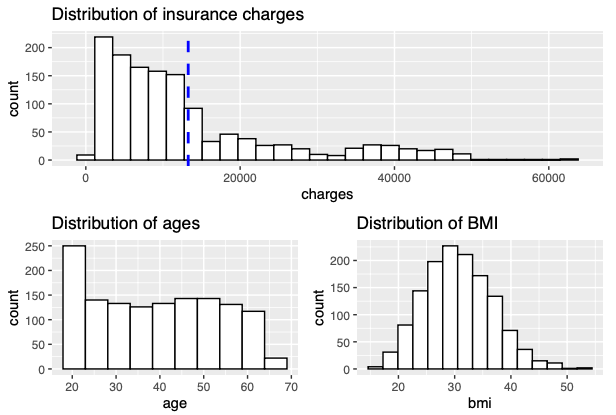 Distribution of insurance charges
200
150
100
50
0
count
0 20000 40000 60000
charges
Distribution of ages
250
200
150
100
50
0
count
20 30 40 50 60 70
age
Distribution of BMI
200
150
100
50
0
count
20 30 40 50
bmi